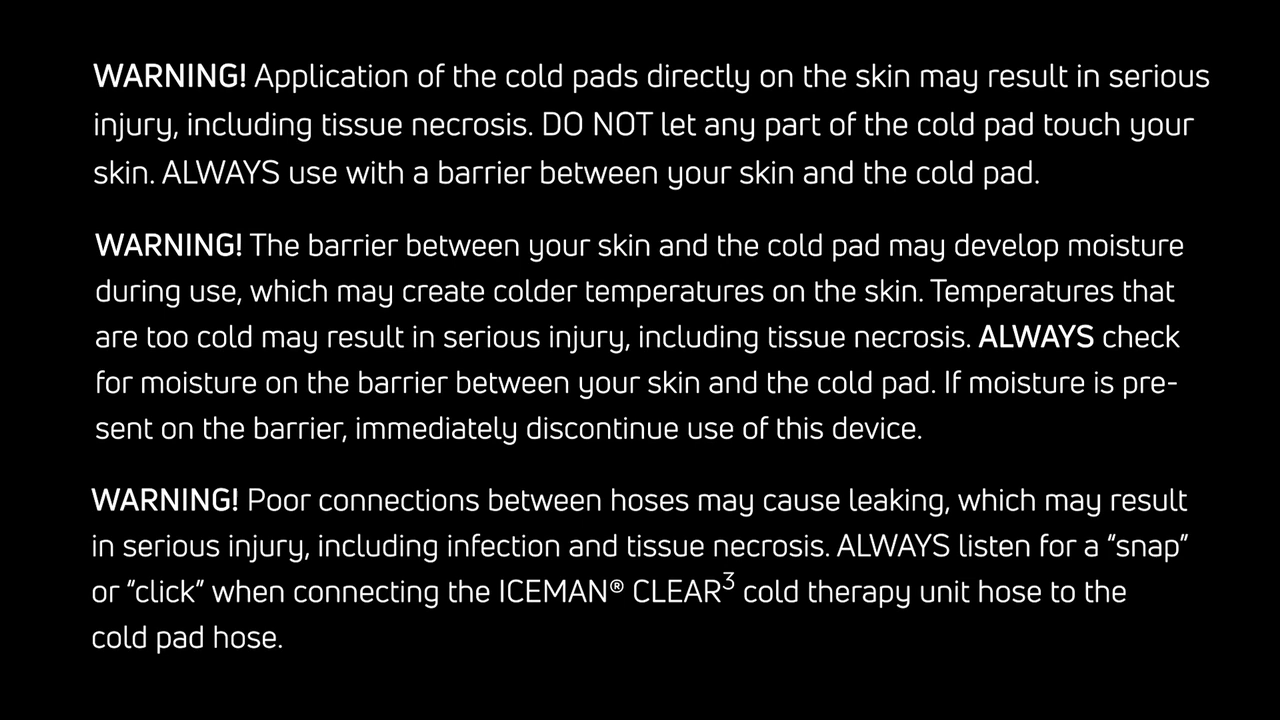 WARNING! Application of the cold pads directly on the skin may result in serious
injury, including tissue necrosis. DO NOT let any part of the cold pad touch your
skin. ALWAYS use with a barrier between your skin and the cold pad.
WARNING! The barrier between your skin and the cold pad may develop moisture
during use, which may create colder temperatures on the skin. Temperatures that
are too cold may result in serious injury, including tissue necrosis. ALWAYS check
for moisture on the barrier between your skin and the cold pad. If moisture is pre-
sent on the barrier, immediately discontinue use of this device.
WARNING! Poor connections between hoses may cause leaking, which may result
in serious injury, including infection and tissue necrosis. ALWAYS listen for a “snap”
or “click” when connecting the ICEMAN® CLEAR³ cold therapy unit hose to the
cold pad hose.